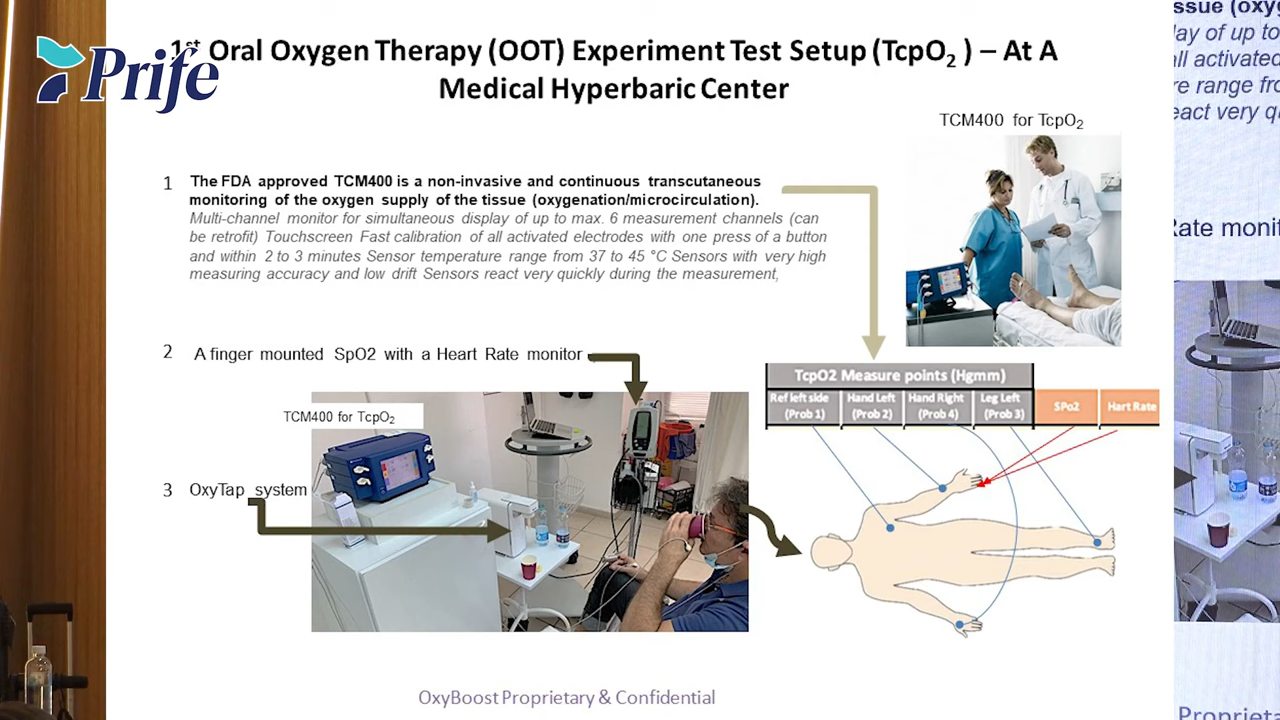 Prife
1st Oral Oxygen Therapy (OOT) Experiment Test Setup (TcpO2 ) – At A
Medical Hyperbaric Center
TCM400 for TcpO2
1 The FDA approved TCM400 is a non-invasive and continuous transcutaneous
monitoring of the oxygen supply of the tissue (oxygenation/microcirculation).
Multi-channel monitor for simultaneous display of up to max. 6 measurement channels (can
be retrofit) Touchscreen Fast calibration of all activated electrodes with one press of a button
and within 2 to 3 minutes Sensor temperature range from 37 to 45 °C Sensors with very high
measuring accuracy and low drift Sensors react very quickly during the measurement,
2 A finger mounted SpO2 with a Heart Rate monitor
TcpO2 Measure points (Hgmm)
Ref left side
(Prob 1)
Hand Left
(Prob 2)
Hand Right
(Prob 4)
Leg Left
(Prob 3)
SPo2
Hart Rate
TCM400 for TcpO2
3 OxyTap system
OxyBoost Proprietary & Confidential
ssue (oxyg
lay of up to
all activated
re range fro
eact very qu
Rate monit
Proprieta